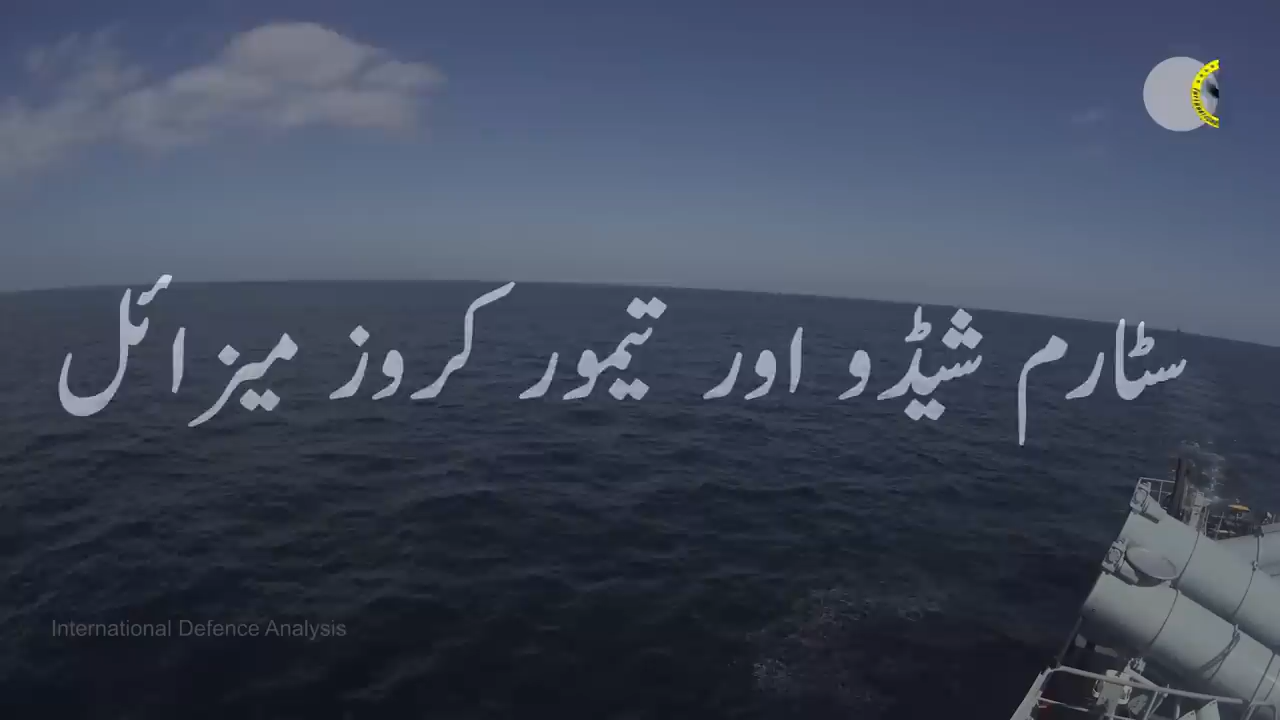 سٹارم شیڈو اور تیمور کروز میزائل
International Defence Analysis